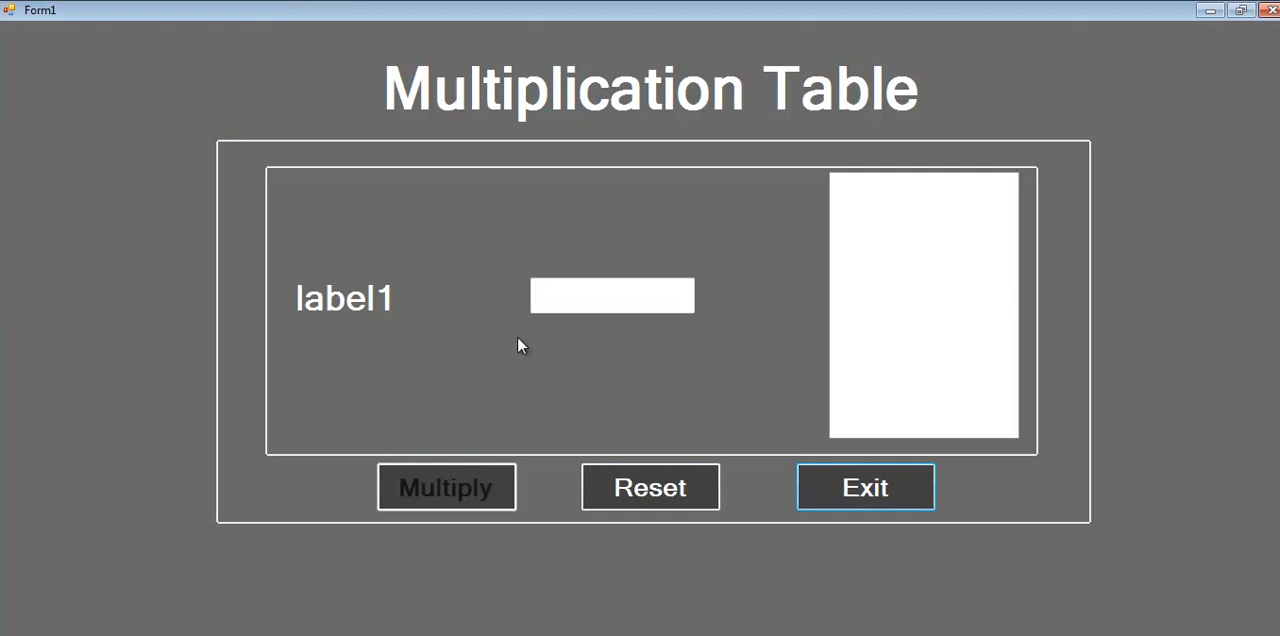 Form1
Multiplication Table
label1
Multiply
Reset
Exit